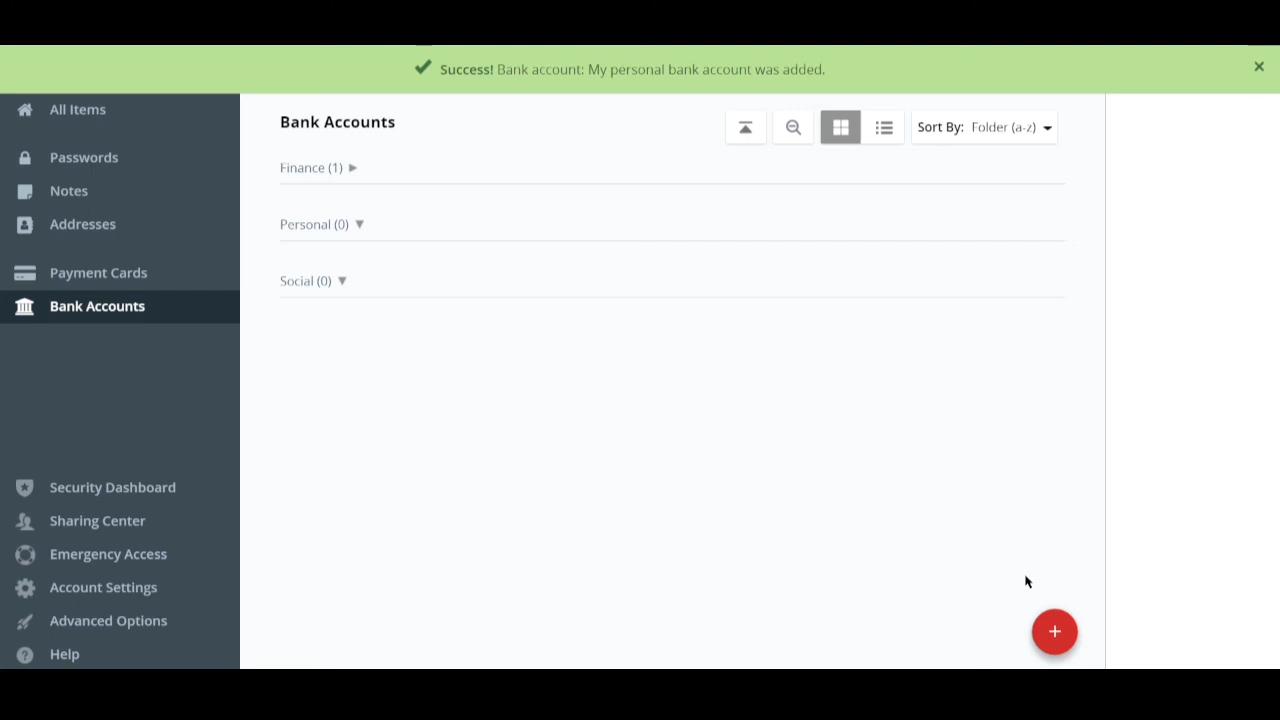 Success! Bank account: My personal bank account was added.
All Items
Passwords
Notes
Addresses
Payment Cards
Bank Accounts
Security Dashboard
Sharing Center
Emergency Access
Account Settings
Advanced Options
Help
Bank Accounts
Sort By: Folder (a-z)
Finance (1)
Personal (0)
Social (0)